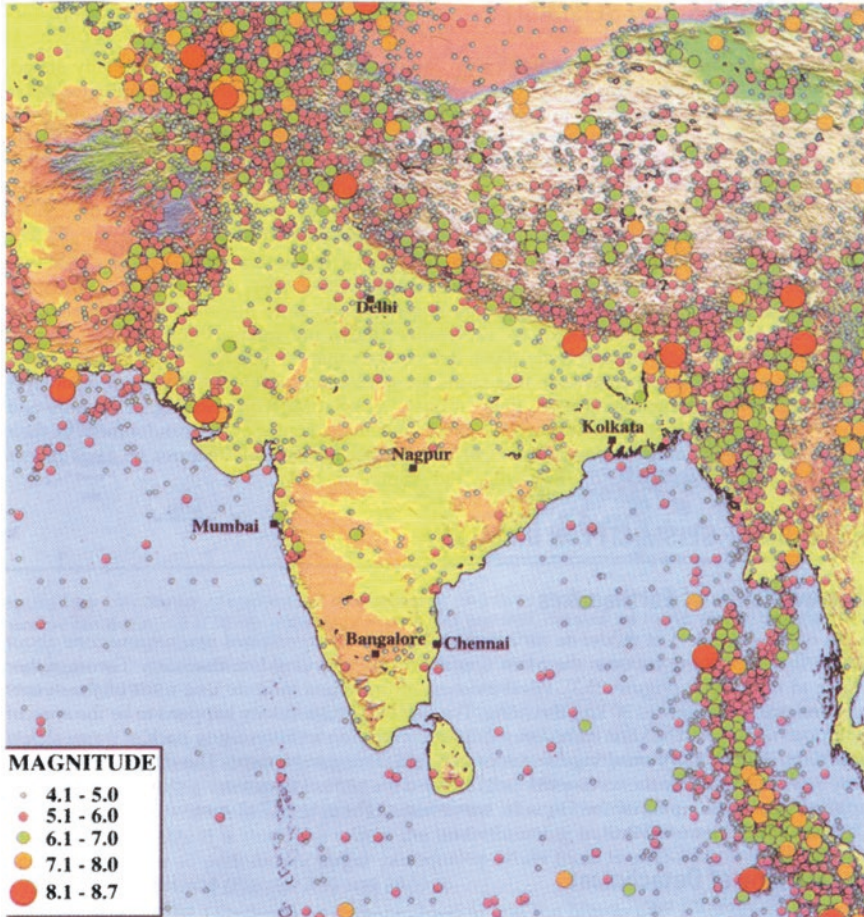 Delhi
Kolkata
Nagpur
Mumbai
Bangalore
Chennai
MAGNITUDE
4.1 - 5.0
5.1 - 6.0
6.1 - 7.0
7.1 - 8.0
8.1 - 8.7